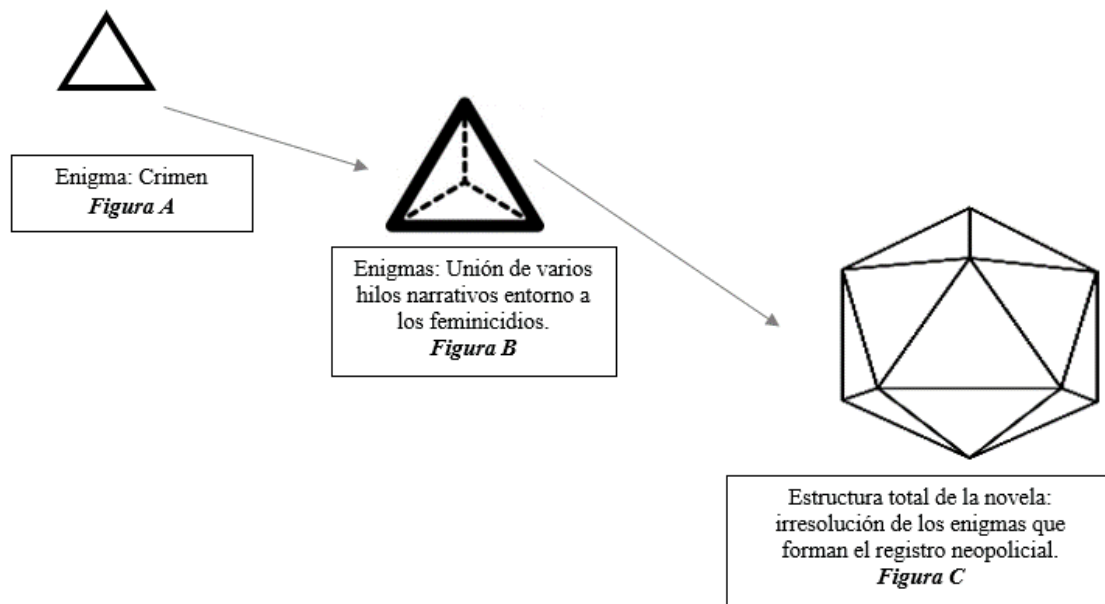 Enigma: Crimen
Figura A
Enigmas: Unión de varios
hilos narrativos entorno a
los feminicidios.
Figura B
Estructura total de la novela:
irresolución de los enigmas que
forman el registro neopolicial.
Figura C